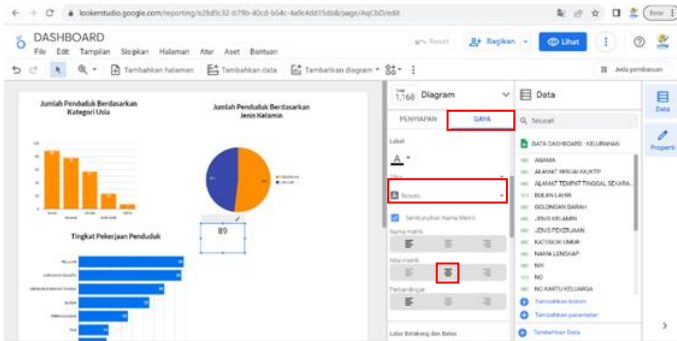 lookerstudio.google.com/reporting/e28d9c32-b79b-40cd-b54c-4a9c4dd15db8/page/AqCbD/edit
Error
DASHBOARD
File Edit Tampilan Sisipkan Halaman Atur Aset Bantuan
Reset
Bagikan
Lihat
Tambahkan halaman
Tambahkan data
Tambahkan diagram
Jeda pembaruan
Jumlah Penduduk Berdasarkan
Kategori Usia
Jumlah Penduduk Berdasarkan
Jenis Kelamin
89
Tingkat Pekerjaan Penduduk
1,168 Diagram
PENYIAPAN GAYA
Label
A
Roboto
Sembunyikan Nama Metrik
Nama metrik
Nilai metrik
Perbandingan
Latar Belakang dan Batas
Data
Telusuri
DATA DASHBOARD - KELURAHAN
AGAMA
ALAMAT SESUAI KK/KTP
ALAMAT TEMPAT TINGGAL SEKARA...
BULAN LAHIR
GOLONGAN DARAH
JENIS KELAMIN
JENIS PEKERJAAN
KATEGORI UMUR
NAMA LENGKAP
NIK
NO
NO KARTU KELUARGA
Tambahkan kolom
Tambahkan parameter
Tambahkan Data
Data
Properti